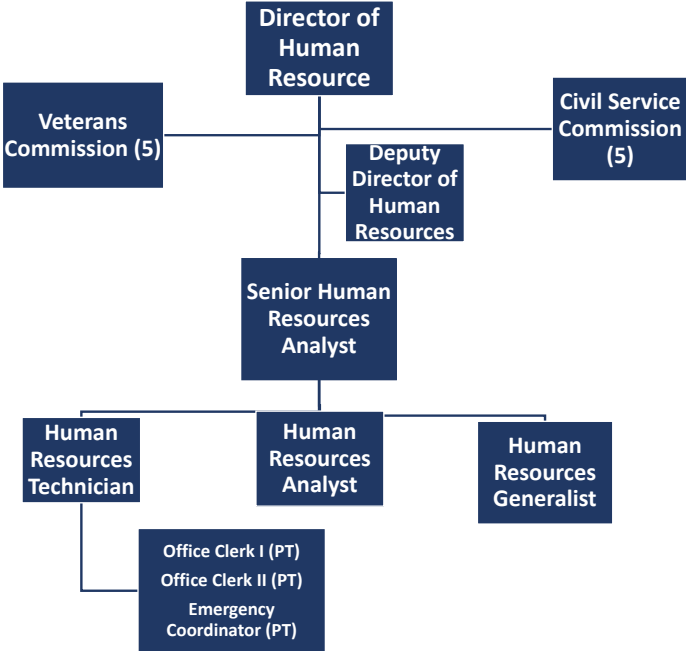 Director of
Human
Resource
Veterans
Commission (5)
Civil Service
Commission
(5)
Deputy
Director of
Human
Resources
Senior Human
Resources
Analyst
Human
Resources
Technician
Human
Resources
Analyst
Human
Resources
Generalist
Office Clerk I (PT)
Office Clerk II (PT)
Emergency
Coordinator (PT)